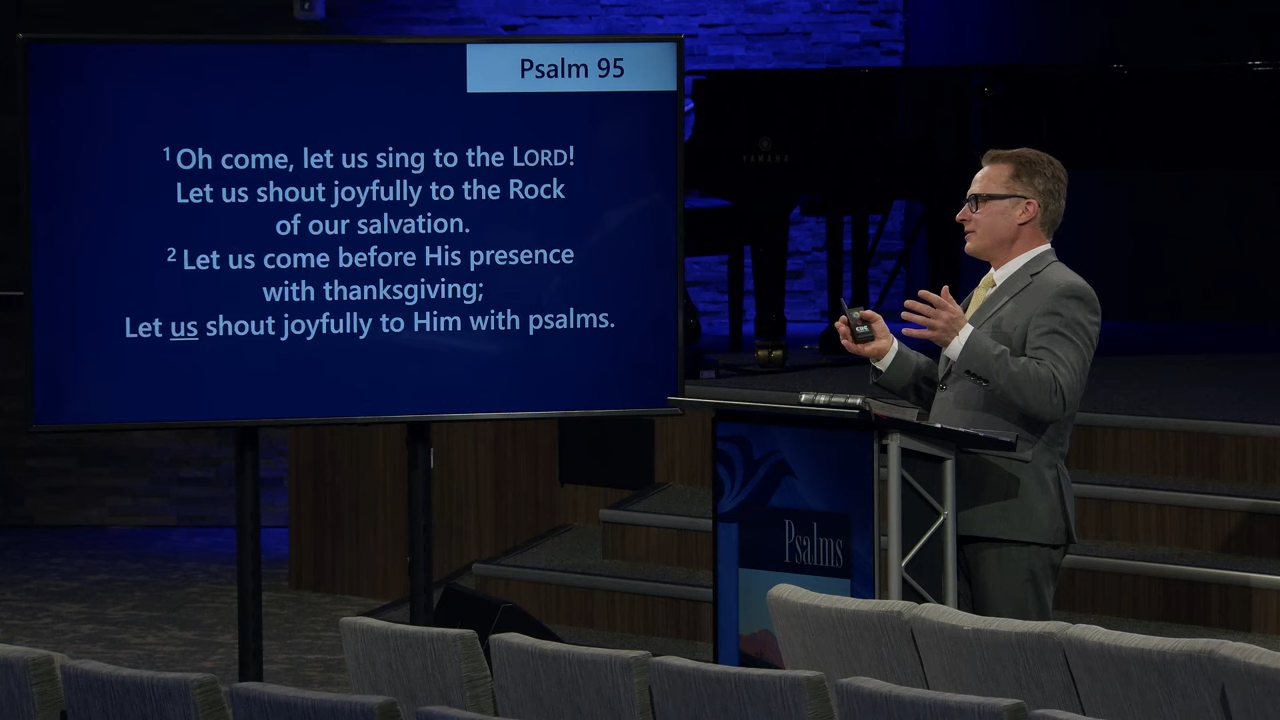 Psalm 95
1 Oh come, let us sing to the LORD!
Let us shout joyfully to the Rock
of our salvation.
2 Let us come before His presence
with thanksgiving;
Let us shout joyfully to Him with psalms.
YAMAHA
Psalms